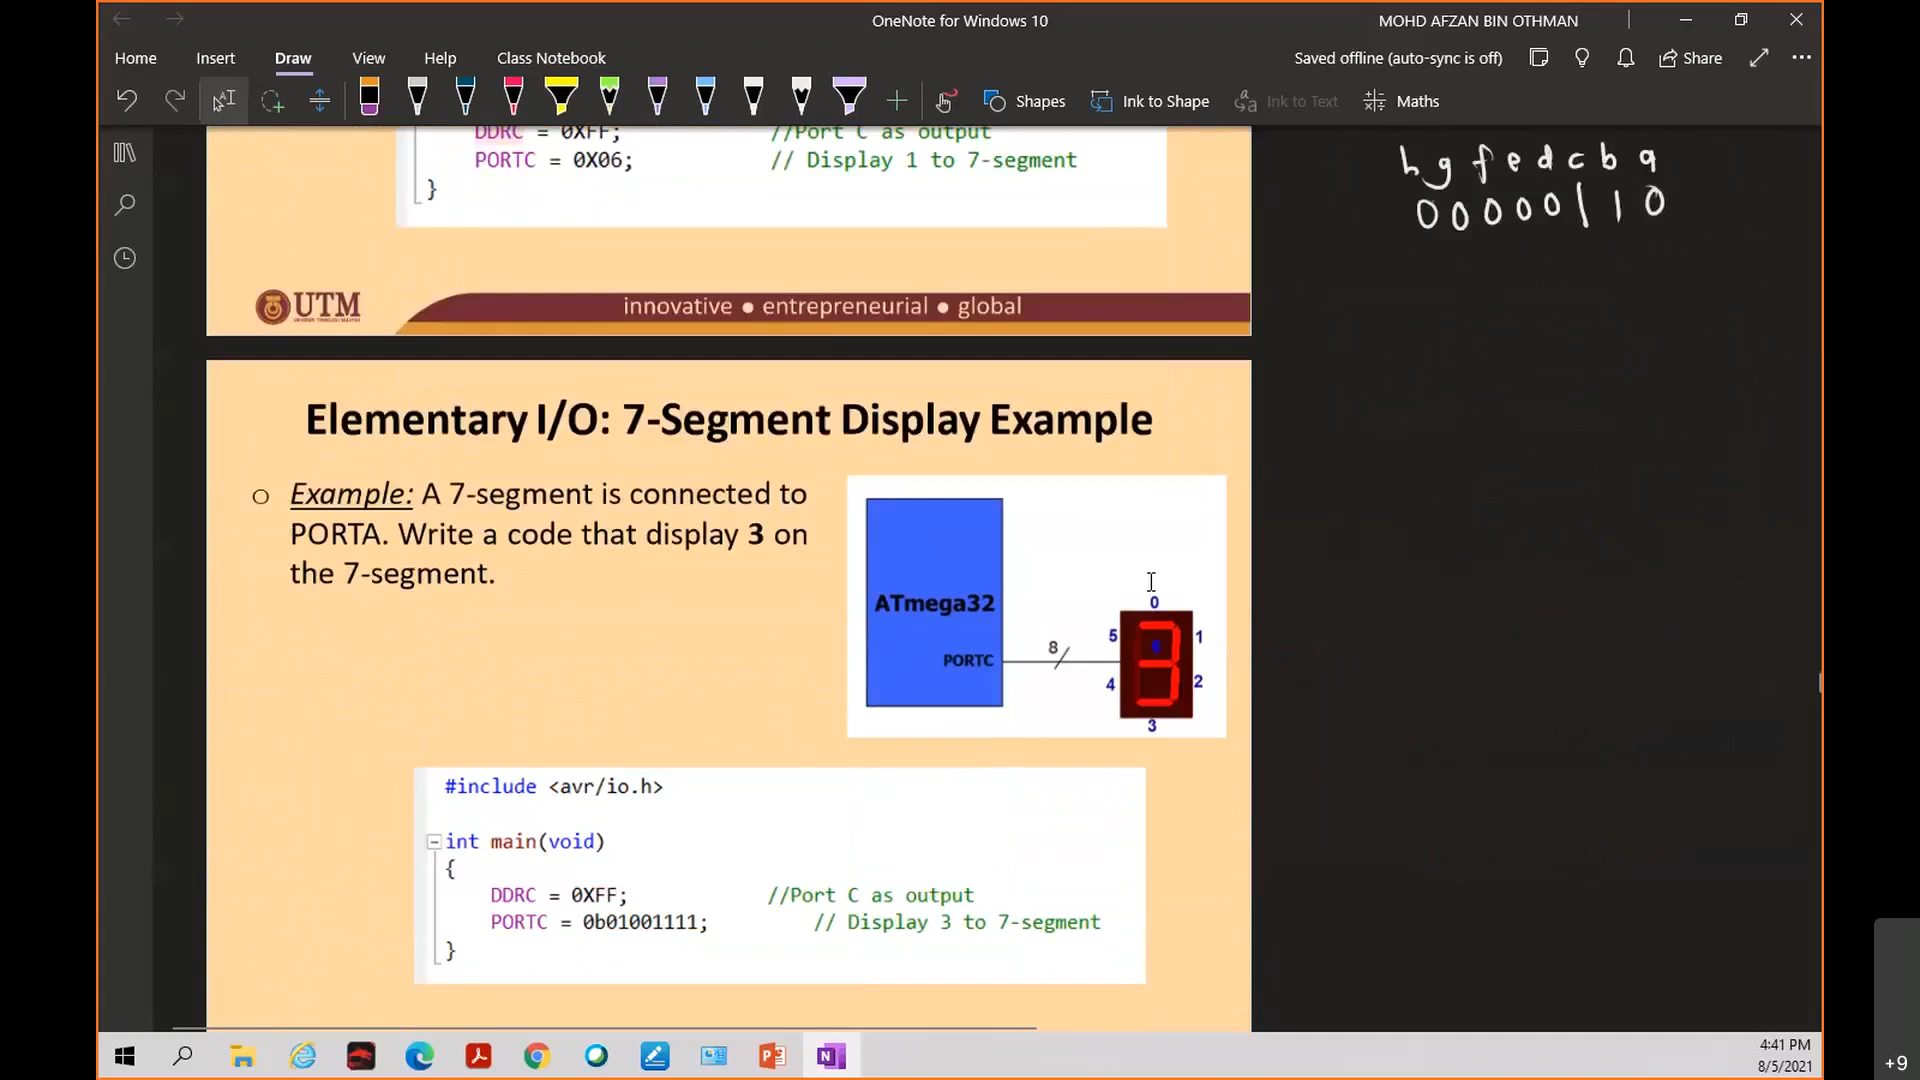 OneNote for Windows 10
MOHD AFZAN BIN OTHMAN
Home Insert Draw View Help Class Notebook
Saved offline (auto-sync is off) Share
Shapes Ink to Shape Ink to Text Maths
DDRC = 0XFF; //Port C as output
PORTC = 0X06; // Display 1 to 7-segment
}
h g f e d c b a
0 0 0 0 0 1 1 0
UTM
innovative ● entrepreneurial ● global
Elementary I/O: 7-Segment Display Example
o Example: A 7-segment is connected to
PORTA. Write a code that display 3 on
the 7-segment.
ATmega32
PORTC
8
0
5 1
6
4 2
3
3
#include <avr/io.h>
int main(void)
{
DDRC = 0XFF; //Port C as output
PORTC = 0b01001111; // Display 3 to 7-segment
}
4:41 PM
8/5/2021
+9